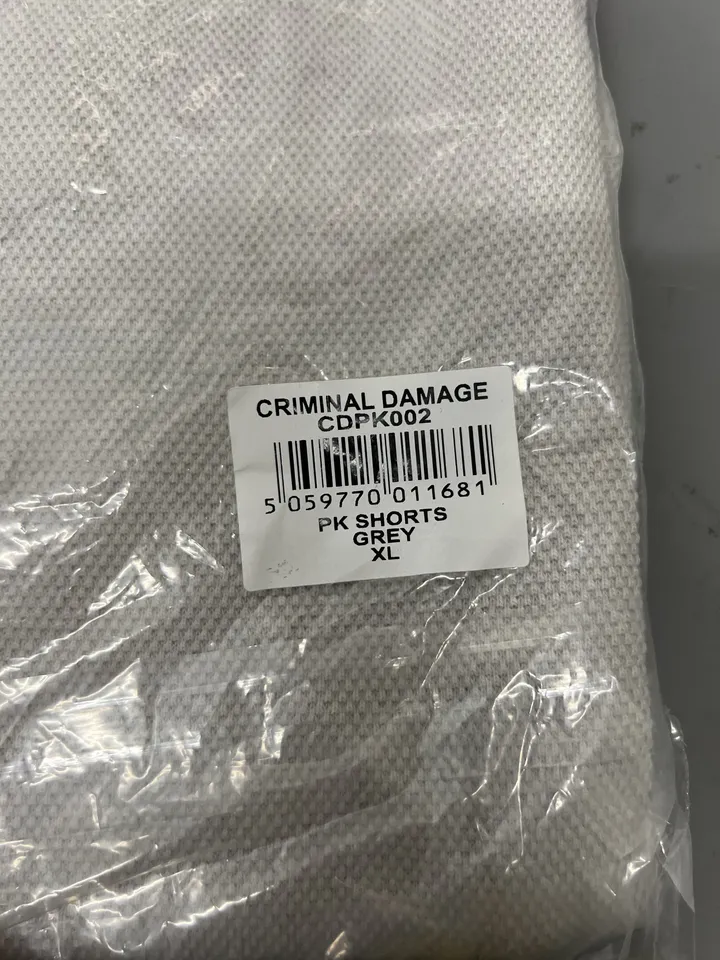 CRIMINAL DAMAGE
CDPK002
5 059770 011681
PK SHORTS
GREY
XL